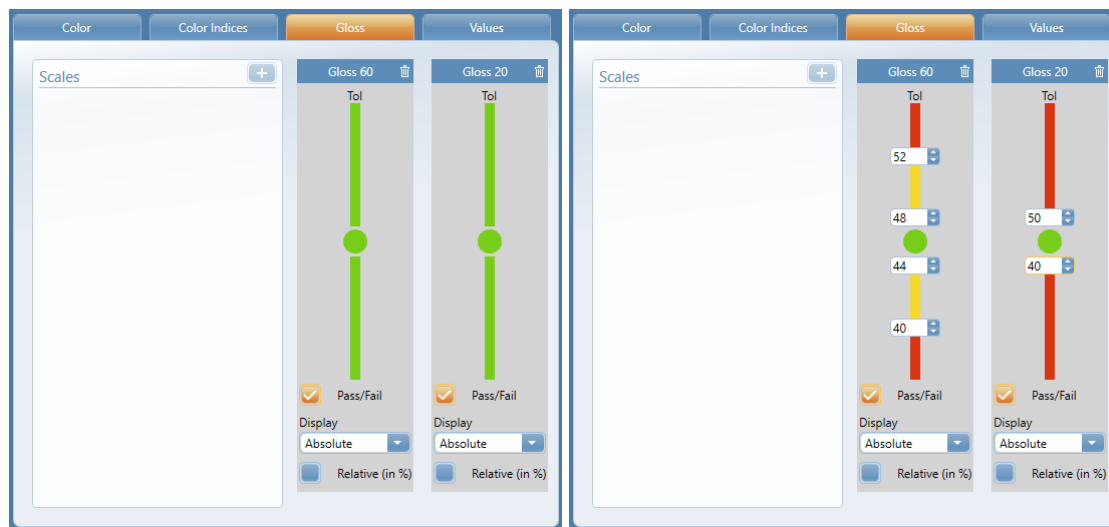 Color Color Indices Gloss Values
Scales + Gloss 60 Gloss 20
Tol Tol
Pass/Fail Pass/Fail
Display Display
Absolute Absolute
Relative (in %) Relative (in %)
Color Color Indices Gloss Values
Scales + Gloss 60 Gloss 20
Tol Tol
52
48 50
44 40
40
Pass/Fail Pass/Fail
Display Display
Absolute Absolute
Relative (in %) Relative (in %)